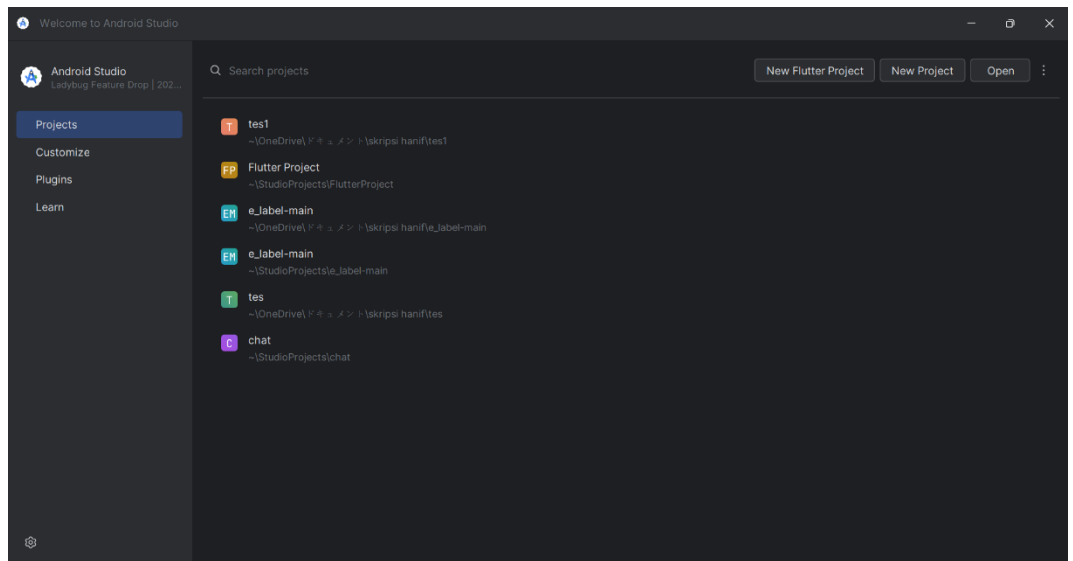 Welcome to Android Studio
Android Studio
Ladybug Feature Drop | 202...
Projects
Customize
Plugins
Learn
Search projects
New Flutter Project
New Project
Open
T
tes1
~\OneDrive\ドキュメント\skripsi hanif\tes1
FP
Flutter Project
~\StudioProjects\FlutterProject
EM
e_label-main
~\OneDrive\ドキュメント\skripsi hanif\e_label-main
EM
e_label-main
~\StudioProjects\e_label-main
T
tes
~\OneDrive\ドキュメント\skripsi hanif\tes
C
chat
~\StudioProjects\chat